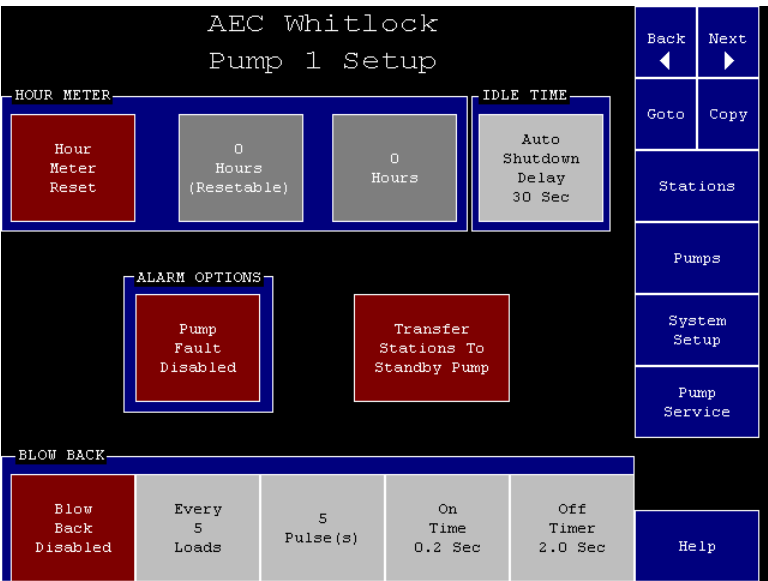 AEC Whitlock
Pump 1 Setup
Back
Next
HOUR METER
IDLE TIME
Hour
Meter
Reset
0
Hours
(Resetable)
0
Hours
Auto
Shutdown
Delay
30 Sec
Goto
Copy
Stations
Pumps
ALARM OPTIONS
Pump
Fault
Disabled
Transfer
Stations To
Standby Pump
System
Setup
Pump
Service
BLOW BACK
Blow
Back
Disabled
Every
5
Loads
5
Pulse(s)
On
Time
0.2 Sec
Off
Timer
2.0 Sec
Help